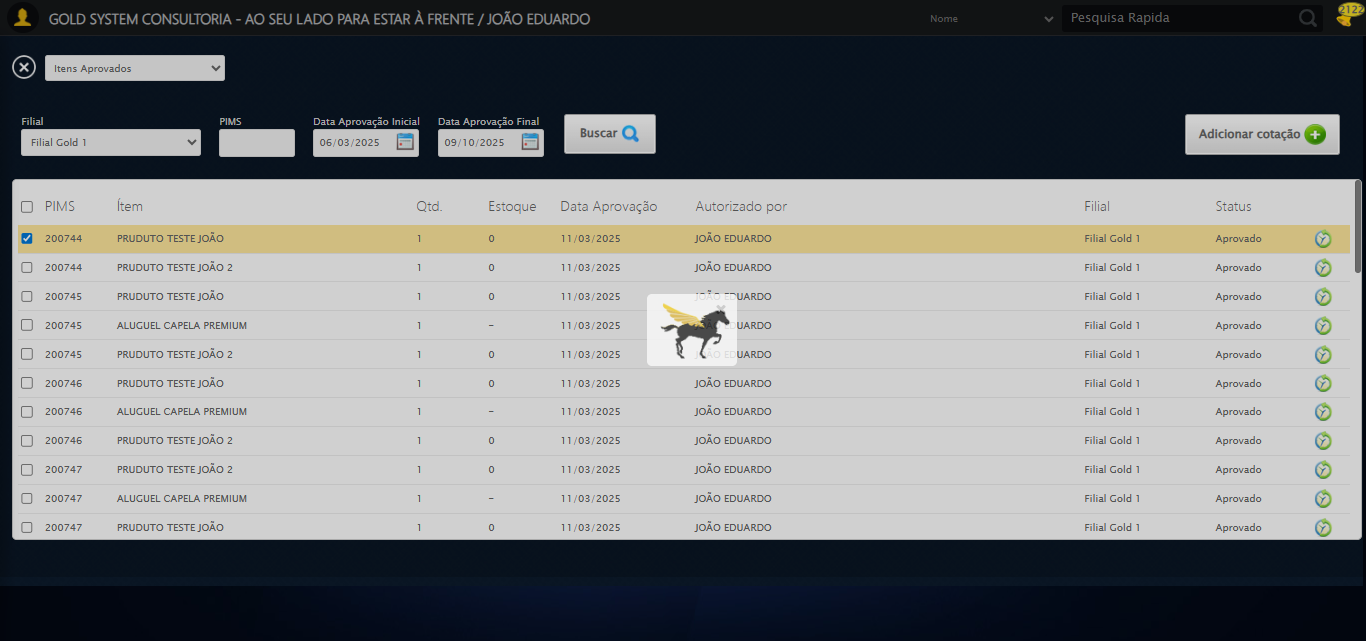 GOLD SYSTEM CONSULTORIA - AO SEU LADO PARA ESTAR À FRENTE / JOÃO EDUARDO Nome Pesquisa Rapida 2122
Itens Aprovados
Filial PIMS Data Aprovação Inicial Data Aprovação Final
Filial Gold 1 06/03/2025 09/10/2025 Buscar Adicionar cotação
PIMS Ítem Qtd. Estoque Data Aprovação Autorizado por Filial Status
200744 PRUDUTO TESTE JOÃO 1 0 11/03/2025 JOÃO EDUARDO Filial Gold 1 Aprovado
200744 PRUDUTO TESTE JOÃO 2 1 0 11/03/2025 JOÃO EDUARDO Filial Gold 1 Aprovado
200745 PRUDUTO TESTE JOÃO 1 0 11/03/2025 JOÃO EDUARDO Filial Gold 1 Aprovado
200745 ALUGUEL CAPELA PREMIUM 1 - 11/03/2025 JOÃO EDUARDO Filial Gold 1 Aprovado
200745 PRUDUTO TESTE JOÃO 2 1 0 11/03/2025 JOÃO EDUARDO Filial Gold 1 Aprovado
200746 PRUDUTO TESTE JOÃO 1 0 11/03/2025 JOÃO EDUARDO Filial Gold 1 Aprovado
200746 ALUGUEL CAPELA PREMIUM 1 - 11/03/2025 JOÃO EDUARDO Filial Gold 1 Aprovado
200746 PRUDUTO TESTE JOÃO 2 1 0 11/03/2025 JOÃO EDUARDO Filial Gold 1 Aprovado
200747 PRUDUTO TESTE JOÃO 2 1 0 11/03/2025 JOÃO EDUARDO Filial Gold 1 Aprovado
200747 ALUGUEL CAPELA PREMIUM 1 - 11/03/2025 JOÃO EDUARDO Filial Gold 1 Aprovado
200747 PRUDUTO TESTE JOÃO 1 0 11/03/2025 JOÃO EDUARDO Filial Gold 1 Aprovado